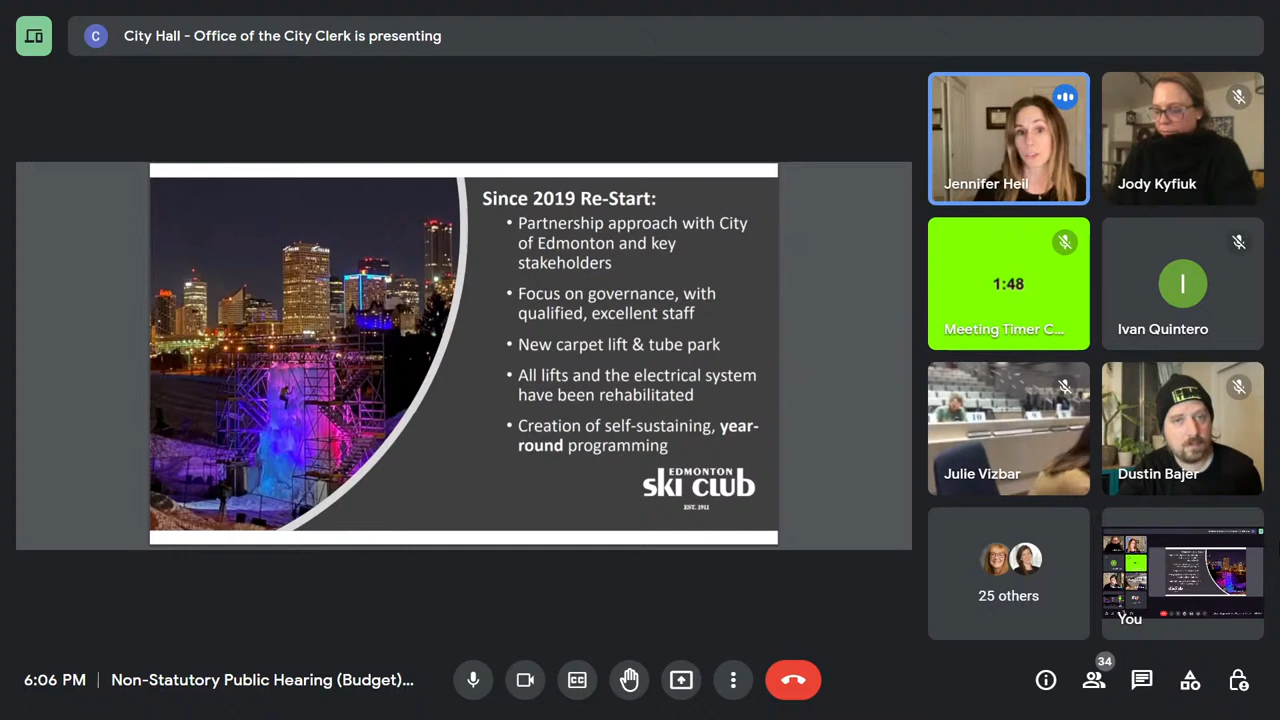 C
City Hall - Office of the City Clerk is presenting
Since 2019 Re-Start:
• Partnership approach with City
of Edmonton and key
stakeholders
• Focus on governance, with
qualified, excellent staff
• New carpet lift & tube park
• All lifts and the electrical system
have been rehabilitated
• Creation of self-sustaining, year-
round programming
EDMONTON
ski club
EST. 1911
Jennifer Heil
Jody Kyfiuk
1:48
Meeting Timer C...
I
Ivan Quintero
Julie Vizbar
10
Dustin Bajer
25 others
You
6:06 PM
Non-Statutory Public Hearing (Budget)...
34